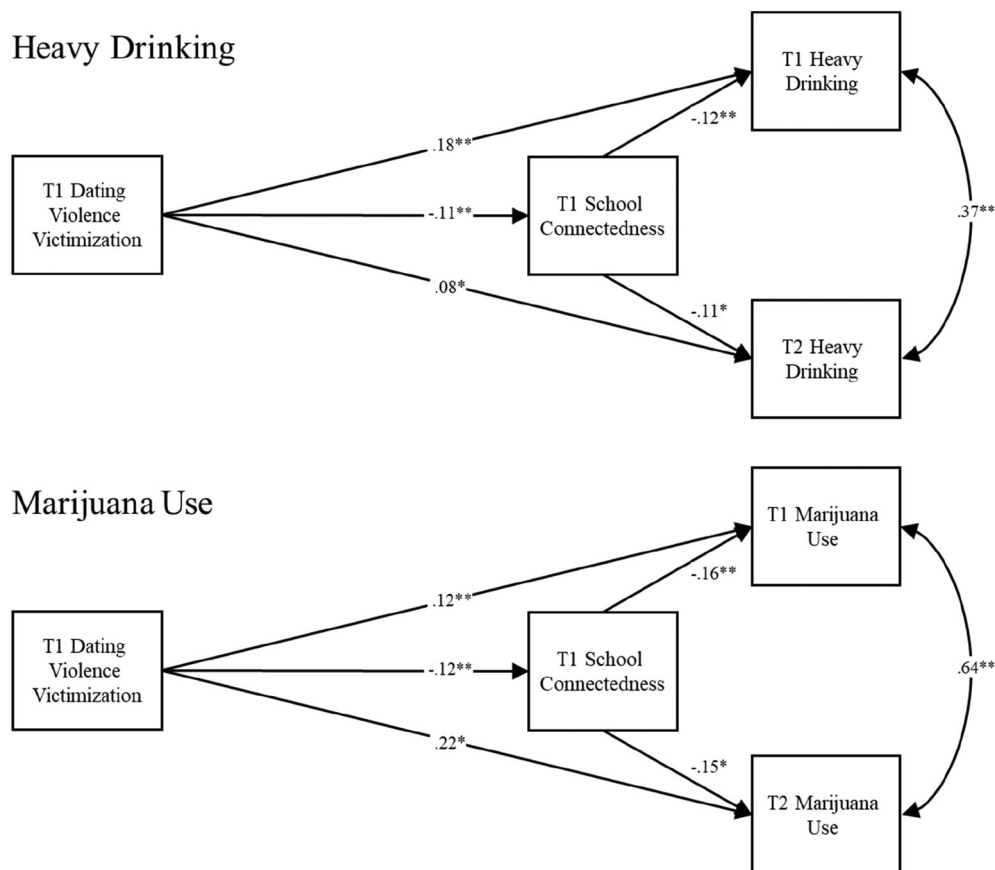 Heavy Drinking
T1 Heavy
Drinking
-.12**
.18**
T1 Dating
Violence
Victimization
-.11**
T1 School
Connectedness
.37**
.08*
-.11*
T2 Heavy
Drinking
Marijuana Use
T1 Marijuana
Use
-.16**
.12**
T1 Dating
Violence
Victimization
-.12**
T1 School
Connectedness
.64**
.22*
-.15*
T2 Marijuana
Use